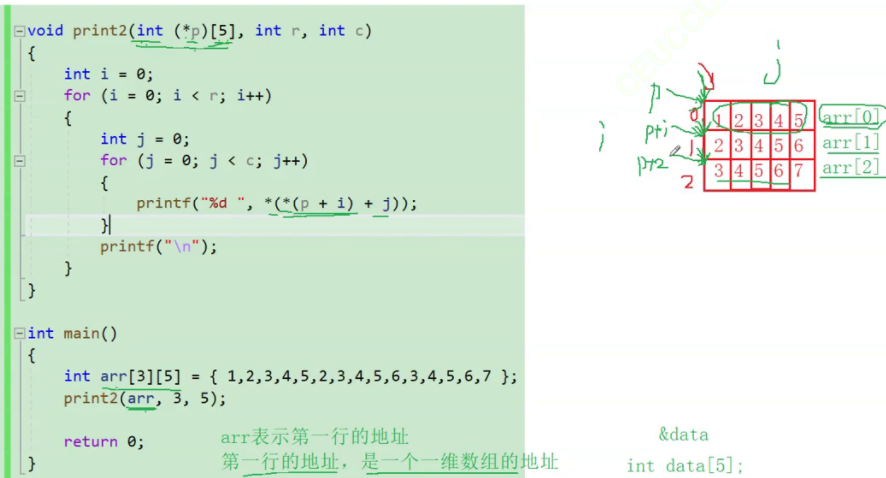 void print2(int (*p)[5], int r, int c)
{
int i = 0;
for (i = 0; i < r; i++)
{
int j = 0;
for (j = 0; j < c; j++)
{
printf("%d ", *(*(p + i) + j));
}
printf("\n");
}
}
int main()
{
int arr[3][5] = { 1,2,3,4,5,2,3,4,5,6,3,4,5,6,7 };
print2(arr, 3, 5);
return 0;
}
arr表示第一行的地址
第一行的地址，是一个一维数组的地址
j
i
p
0 1 2 3 4 5 arr[0]
p+1
1 2 3 4 5 6 arr[1]
p+2
2 3 4 5 6 7 arr[2]
&data
int data[5];